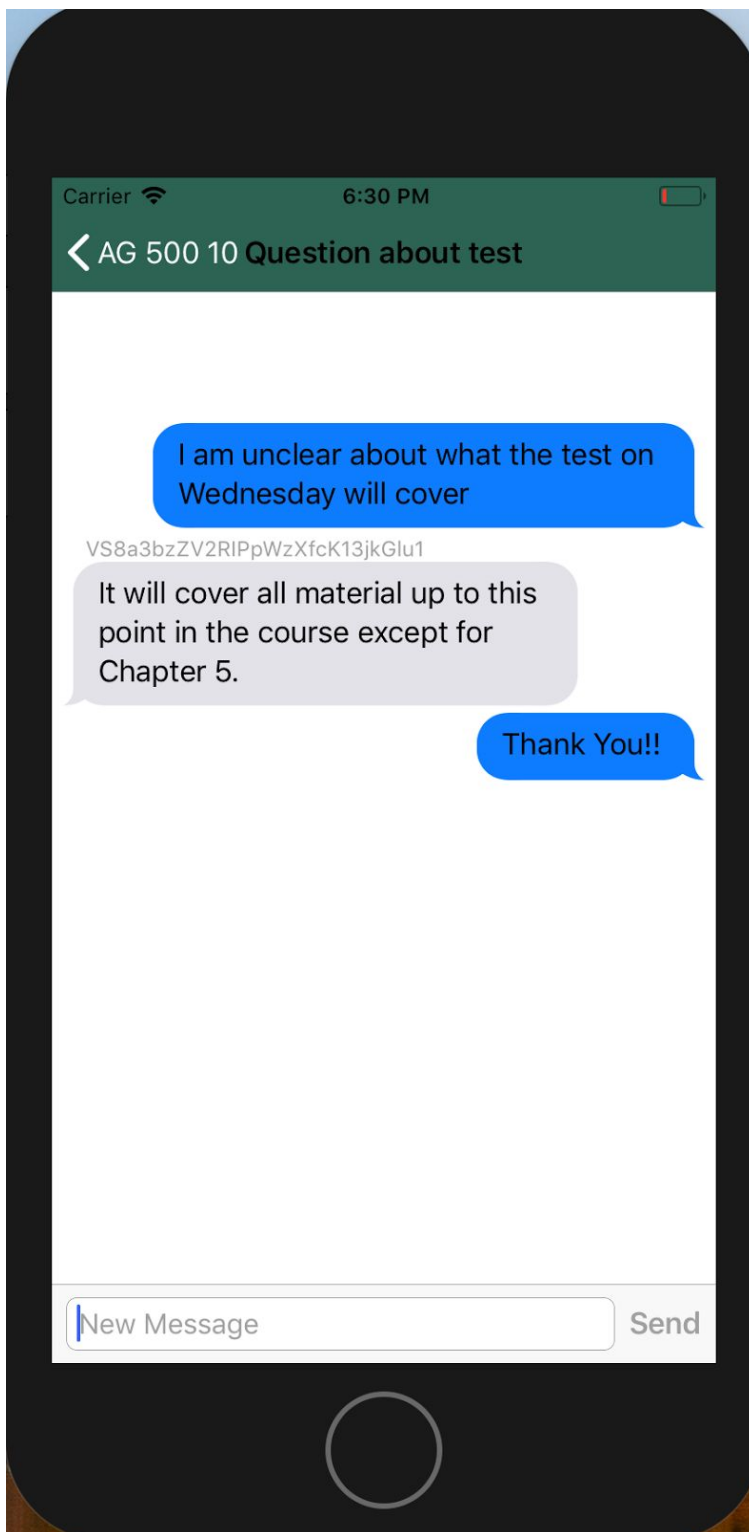 Carrier 6:30 PM
AG 500 10 Question about test
I am unclear about what the test on
Wednesday will cover
VS8a3bzZV2RIPpWzXfcK13jkGlu1
It will cover all material up to this
point in the course except for
Chapter 5.
Thank You!!
New Message Send